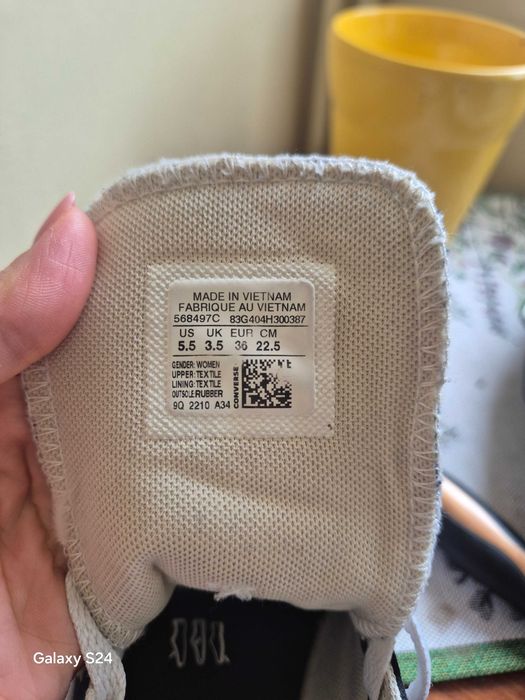 MADE IN VIETNAM
FABRIQUE AU VIETNAM
568497C 83G404H300387
US UK EUR CM
5.5 3.5 36 22.5
GENDER: WOMEN
UPPER: TEXTILE
LINING: TEXTILE
OUTSOLE: RUBBER
9Q 2210 A34
CONVERSE
Galaxy S24